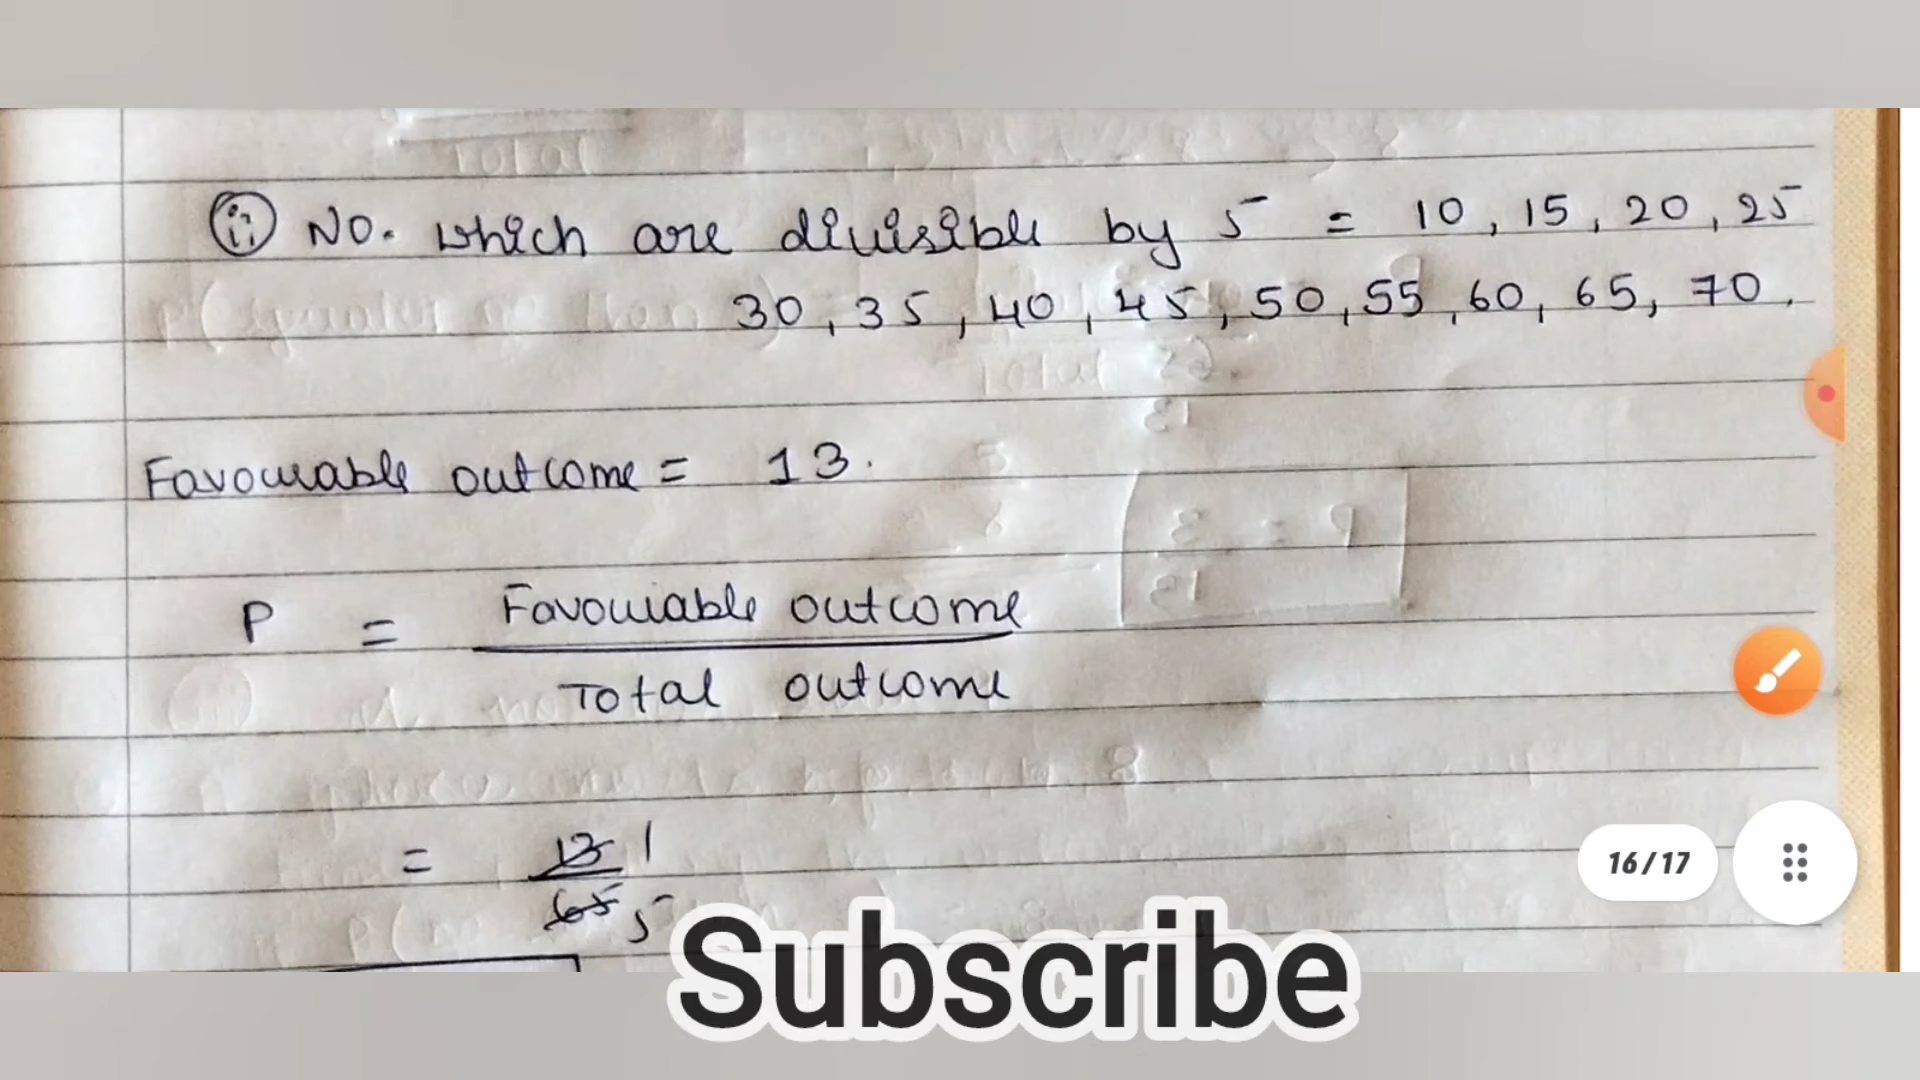 (ii) No. which are divisible by 5 = 10, 15, 20, 25
30, 35, 40, 45, 50, 55, 60, 65, 70.
Favourable outcome = 13.
P = Favourable outcome
Total outcome
= 13 1
65 5
16/17
Subscribe